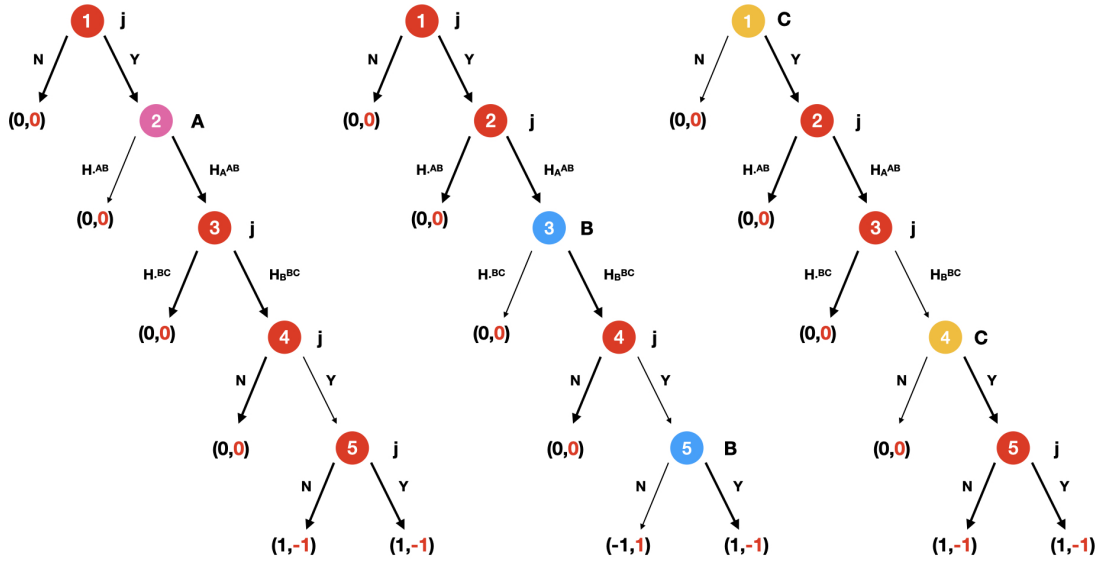 1 j 1 j 1 C
N Y N Y N Y
(0,0) 2 A (0,0) 2 j (0,0) 2 j
H.AB HAAB H.AB HAAB H.AB HAAB
(0,0) 3 j (0,0) 3 B (0,0) 3 j
H.BC HBBC H.BC HBBC H.BC HBBC
(0,0) 4 j (0,0) 4 j (0,0) 4 C
N Y N Y N Y
(0,0) 5 j (0,0) 5 B (0,0) 5 j
N Y N Y N Y
(1,-1) (1,-1) (-1,1) (1,-1) (1,-1) (1,-1)